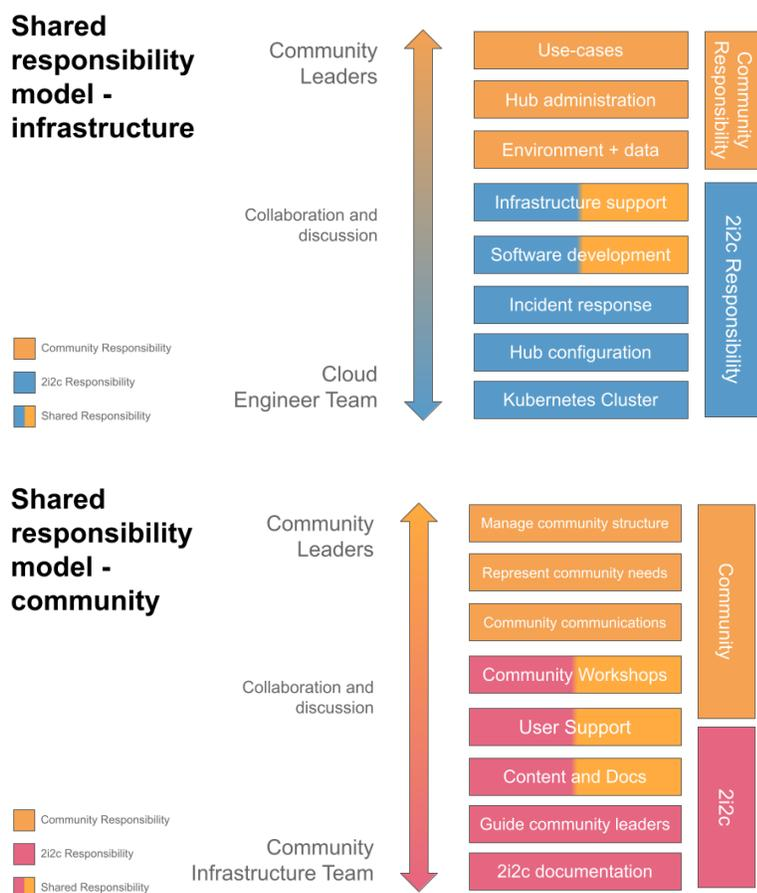 Shared
responsibility
model -
infrastructure
Community
Leaders
Collaboration and
discussion
Cloud
Engineer Team
Community Responsibility
2i2c Responsibility
Shared Responsibility
Use-cases
Hub administration
Environment + data
Infrastructure support
Software development
Incident response
Hub configuration
Kubernetes Cluster
Community
Responsibility
2i2c Responsibility
Shared
responsibility
model -
community
Community
Leaders
Collaboration and
discussion
Community
Infrastructure Team
Community Responsibility
2i2c Responsibility
Shared Responsibility
Manage community structure
Represent community needs
Community communications
Community Workshops
User Support
Content and Docs
Guide community leaders
2i2c documentation
Community
2i2c